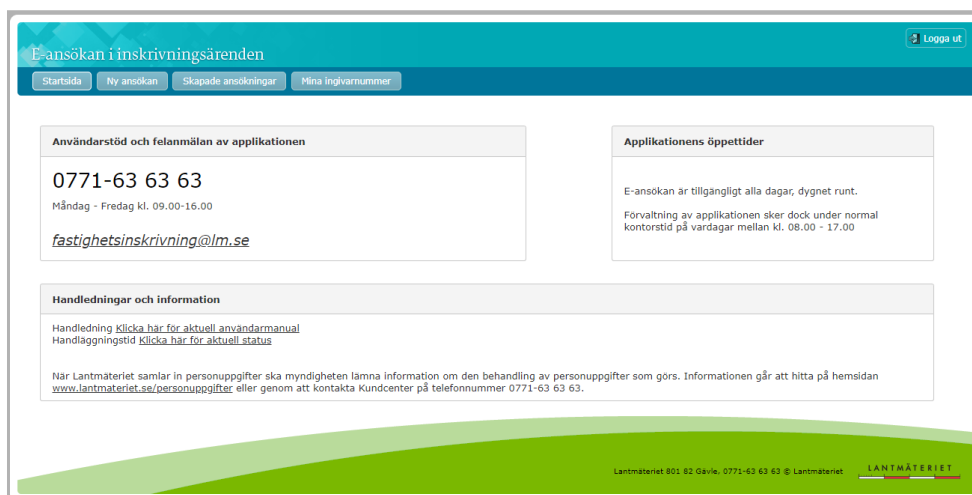 Logga ut
E-ansökan i inskrivningsärenden
Startsida Ny ansökan Skapade ansökningar Mina ingivarnummer
Användarstöd och felanmälan av applikationen
0771-63 63 63
Måndag - Fredag kl. 09.00-16.00
fastighetsinskrivning@lm.se
Applikationens öppettider
E-ansökan är tillgängligt alla dagar, dygnet runt.
Förvaltning av applikationen sker dock under normal
kontorstid på vardagar mellan kl. 08.00 - 17.00
Handledningar och information
Handledning Klicka här för aktuell användarmanual
Handläggningstid Klicka här för aktuell status
När Lantmäteriet samlar in personuppgifter ska myndigheten lämna information om den behandling av personuppgifter som görs. Informationen går att hitta på hemsidan
www.lantmateriet.se/personuppgifter eller genom att kontakta Kundcenter på telefonnummer 0771-63 63 63.
Lantmäteriet 801 82 Gävle. 0771-63 63 63 © Lantmäteriet
LANTMÄTERIET